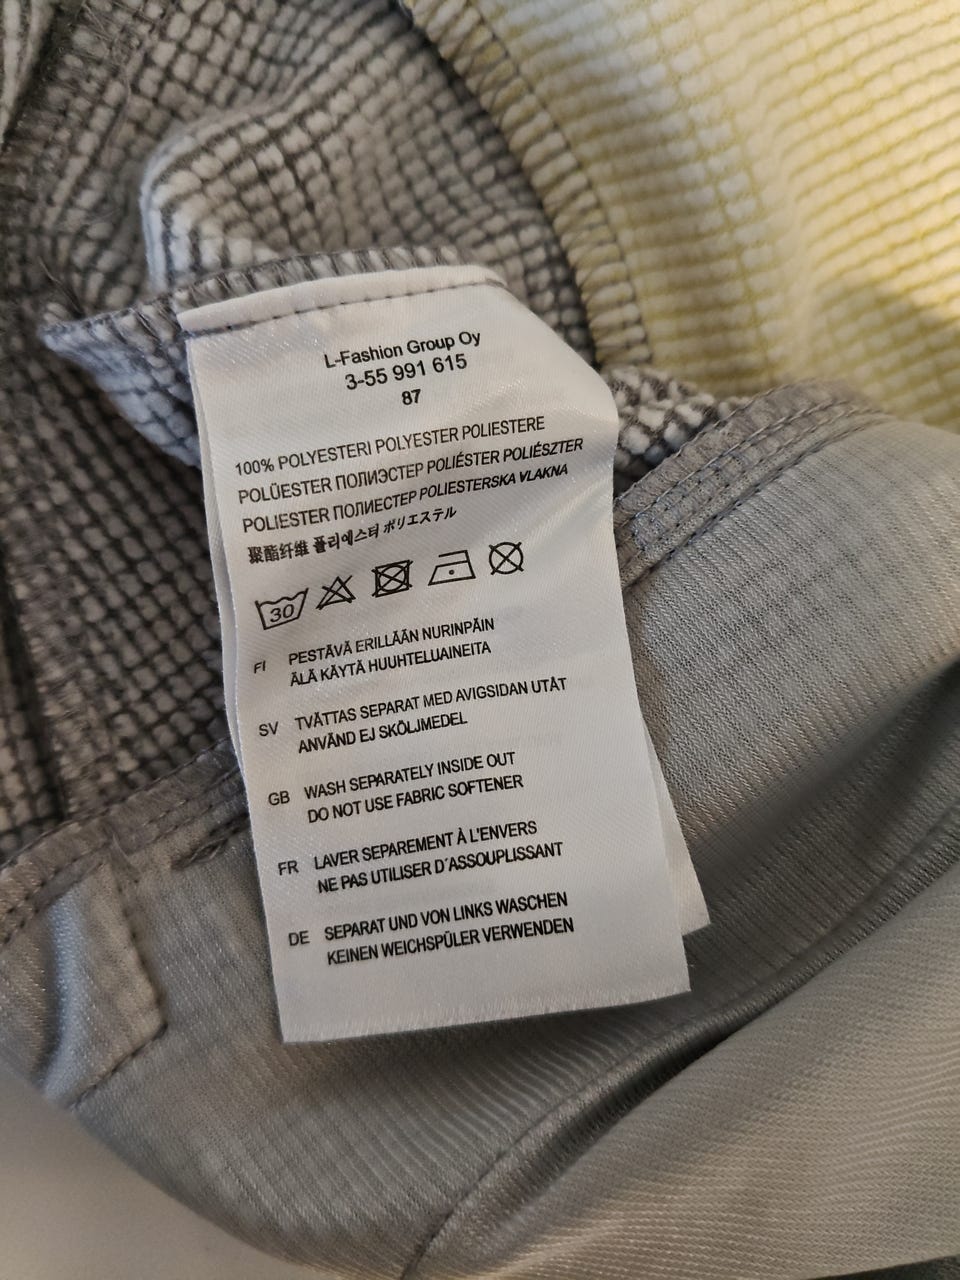 L-Fashion Group Oy
3-55 991 615
87
100% POLYESTERI POLYESTER POLIESTERE
POLÜESTER ПОЛИЭСТЕР POLIÉSTER POLIÉSZTER
POLIESTER ПОЛИЕСТЕР POLIESTERSKA VLAKNA
聚酯纤维 폴리에스터 ポリエステル
30
FI PESTÄVÄ ERILLÄÄN NURINPÄIN
ÄLÄ KÄYTÄ HUUHTELUAINEITA
SV TVÄTTAS SEPARAT MED AVIGSIDAN UTÅT
ANVÄND EJ SKÖLJMEDEL
GB WASH SEPARATELY INSIDE OUT
DO NOT USE FABRIC SOFTENER
FR LAVER SEPAREMENT À L'ENVERS
NE PAS UTILISER D´ASSOUPLISSANT
DE SEPARAT UND VON LINKS WASCHEN
KEINEN WEICHSPÜLER VERWENDEN